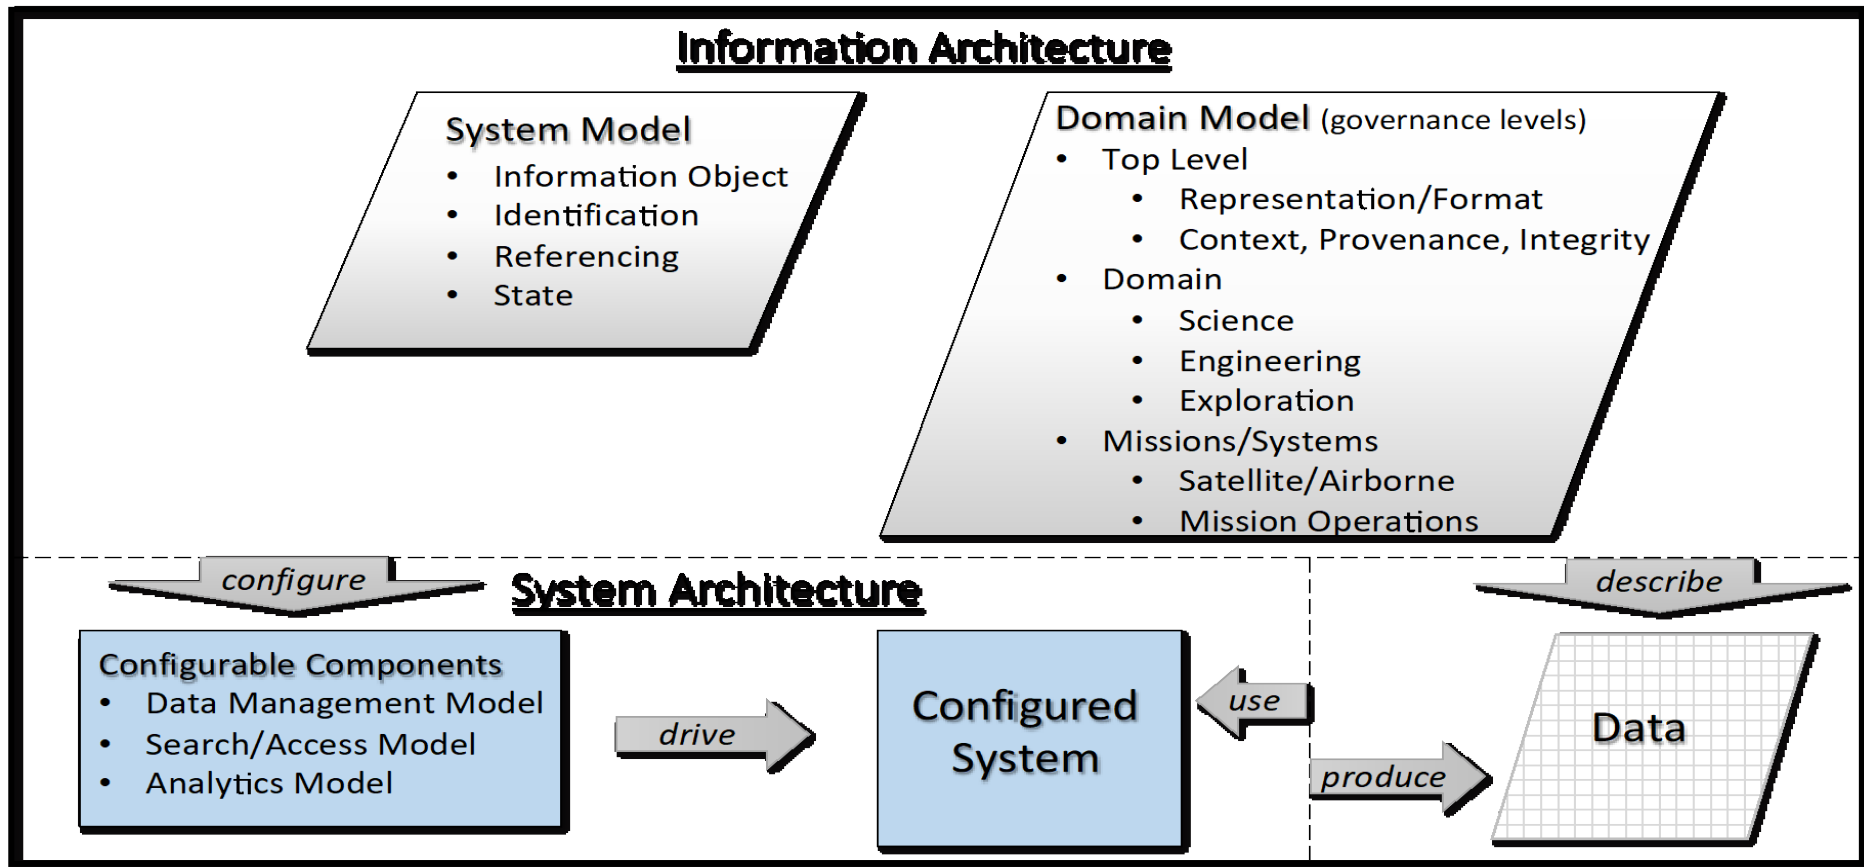 Information Architecture
System Model
• Information Object
• Identification
• Referencing
• State
Domain Model (governance levels)
• Top Level
• Representation/Format
• Context, Provenance, Integrity
• Domain
• Science
• Engineering
• Exploration
• Missions/Systems
• Satellite/Airborne
• Mission Operations
configure
System Architecture
describe
Configurable Components
• Data Management Model
• Search/Access Model
• Analytics Model
drive
Configured
System
use
produce
Data